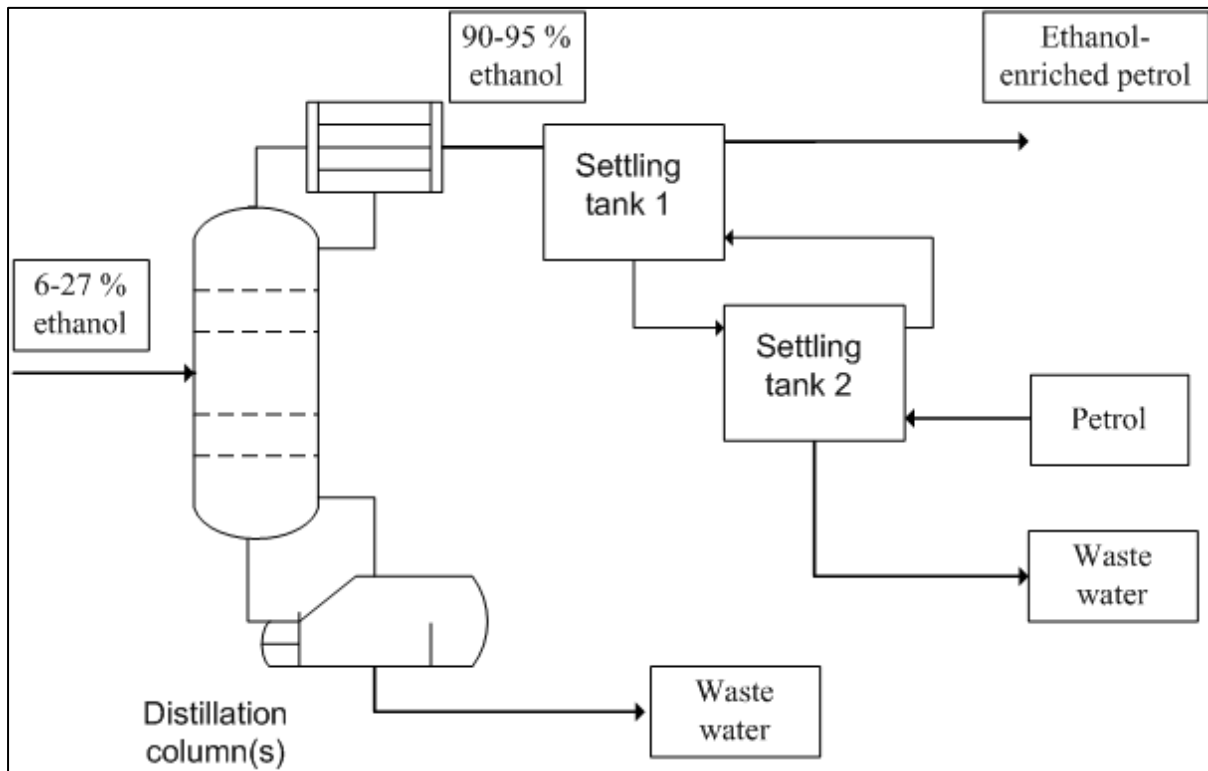 90-95 %
ethanol
Ethanol-
enriched petrol
Settling
tank 1
6-27 %
ethanol
Settling
tank 2
Petrol
Waste
water
Waste
water
Distillation
column(s)